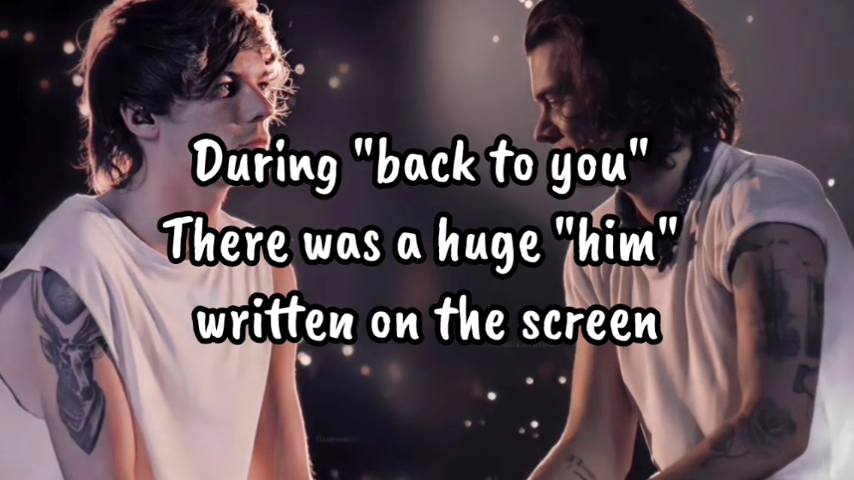 During "back to you"
There was a huge "him"
written on the screen